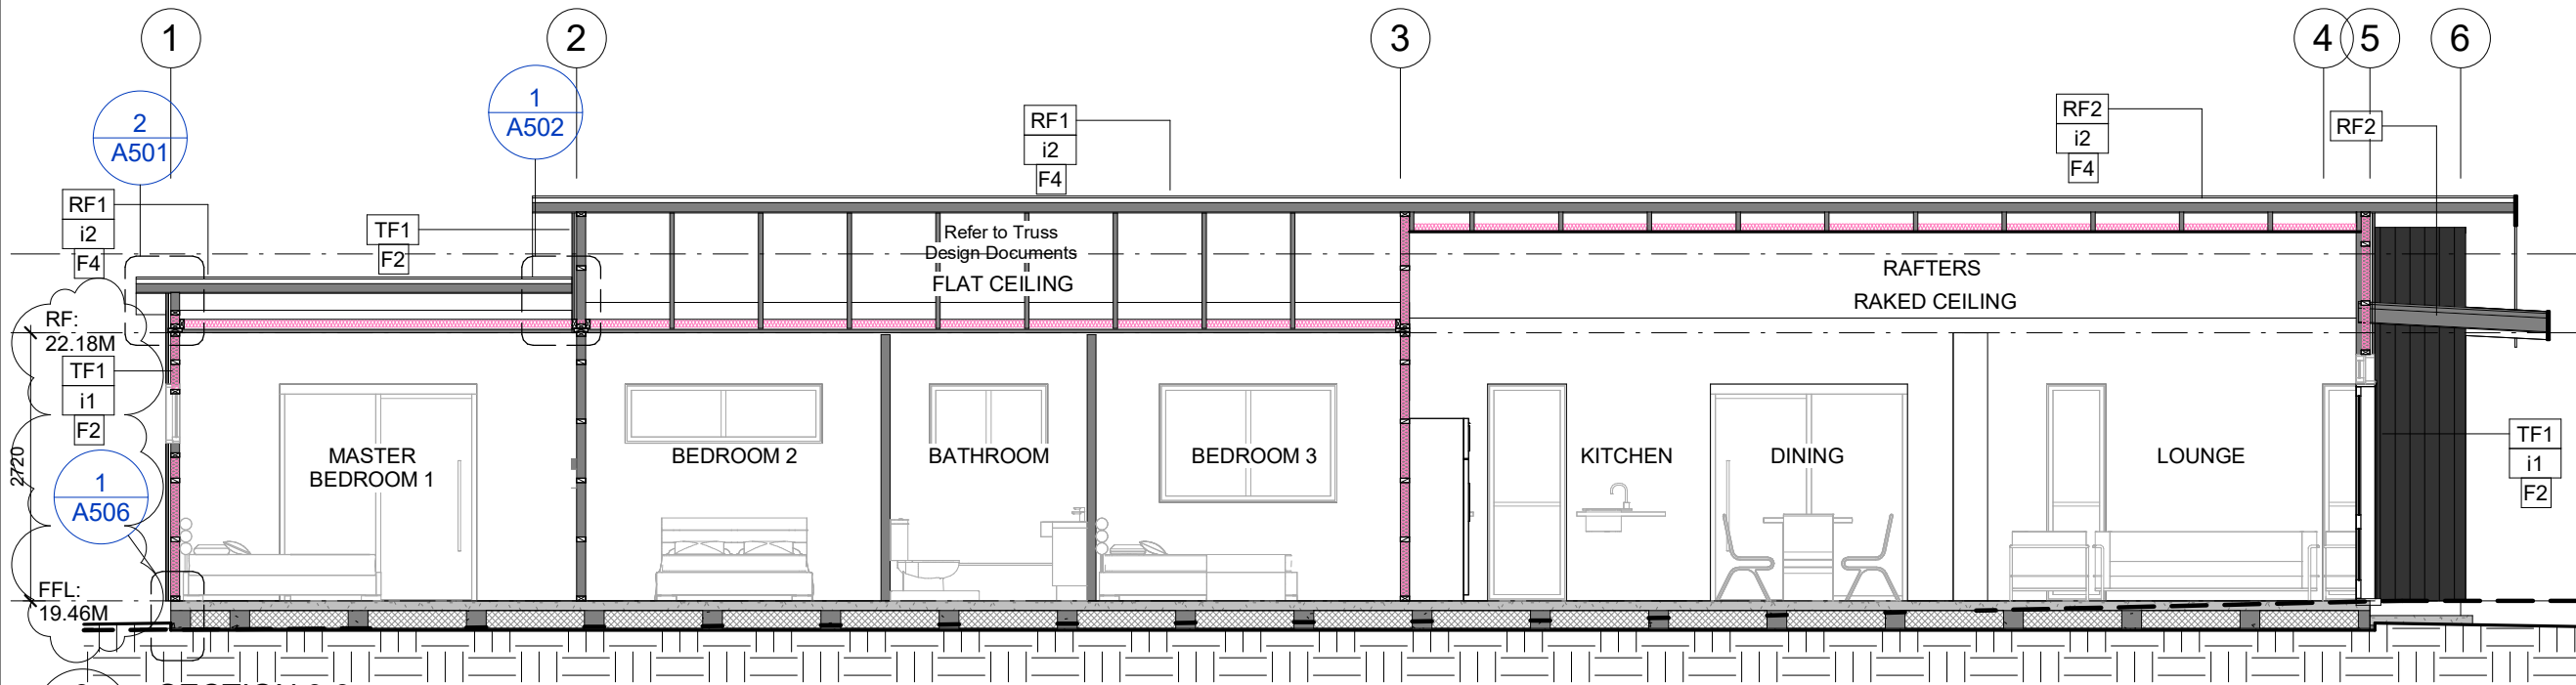 1
2
3
4
5
6
2
A501
1
A502
RF1
i2
F4
RF2
i2
F4
RF2
RF1
i2
F4
TF1
F2
Refer to Truss
Design Documents
FLAT CEILING
RAFTERS
RAKED CEILING
RF:
22.18M
TF1
i1
F2
2720
1
A506
FFL:
19.46M
MASTER
BEDROOM 1
BEDROOM 2
BATHROOM
BEDROOM 3
KITCHEN
DINING
LOUNGE
TF1
i1
F2